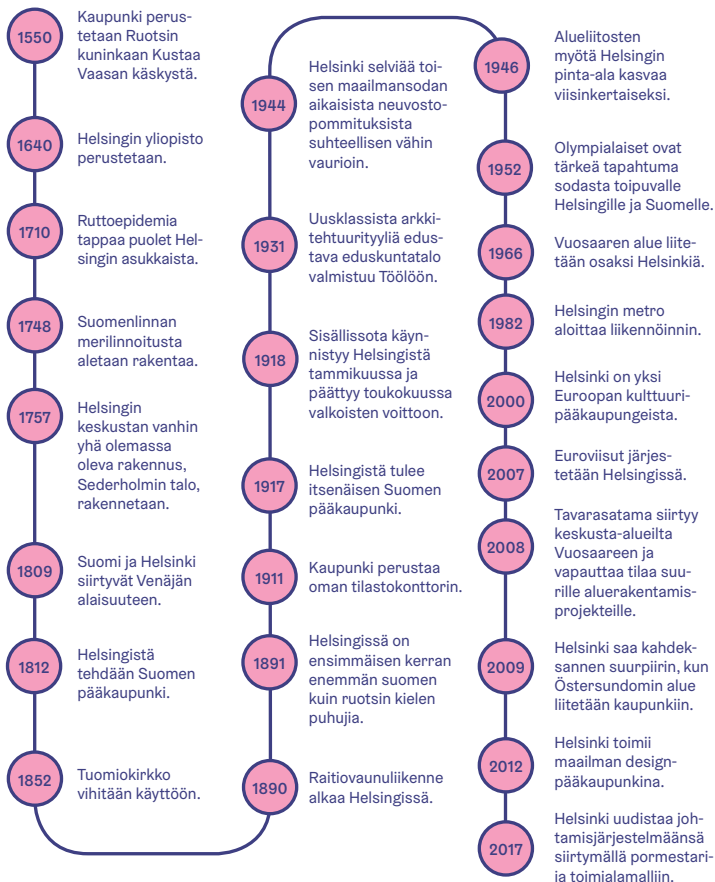 1550
Kaupunki perus-
tetaan Ruotsin
kuninkaan Kustaa
Vaasan käskystä.
1640
Helsingin yliopisto
perustetaan.
1710
Ruttoepidemia
tappaa puolet Hel-
singin asukkaista.
1748
Suomenlinnan
merilinnoitusta
aletaan rakentaa.
1757
Helsingin
keskustan vanhin
yhä olemassa
oleva rakennus,
Sederholmin talo,
rakennetaan.
1809
Suomi ja Helsinki
siirtyvät Venäjän
alaisuuteen.
1812
Helsingistä
tehdään Suomen
pääkaupunki.
1852
Tuomiokirkko
vihitään käyttöön.
1890
Raitiovaunuliikenne
alkaa Helsingissä.
1891
Helsingissä on
ensimmäisen kerran
enemmän suomen
kuin ruotsin kielen
puhujia.
1911
Kaupunki perustaa
oman tilastokonttorin.
1917
Helsingistä tulee
itsenäisen Suomen
pääkaupunki.
1918
Sisällissota käyn-
nistyy Helsingistä
tammikuussa ja
päättyy toukokuussa
valkoisten voittoon.
1931
Uusklassista arkki-
tehtuurityyliä edus-
tava eduskuntatalo
valmistuu Töölöön.
1944
Helsinki selviää toi-
sen maailmansodan
aikaisista neuvosto-
pommituksista
suhteellisen vähin
vaurioin.
1946
Alueliitosten
myötä Helsingin
pinta-ala kasvaa
viisinkertaiseksi.
1952
Olympialaiset ovat
tärkeä tapahtuma
sodasta toipuvalle
Helsingille ja Suomelle.
1966
Vuosaaren alue liite-
tään osaksi Helsinkiä.
1982
Helsingin metro
aloittaa liikennöinnin.
2000
Helsinki on yksi
Euroopan kulttuuri-
pääkaupungeista.
2007
Euroviisut järjes-
tetään Helsingissä.
2008
Tavarasatama siirtyy
keskusta-alueilta
Vuosaareen ja
vapauttaa tilaa suu-
rille aluerakentamis-
projekteille.
2009
Helsinki saa kahdek-
sannen suurpiirin, kun
Östersundomin alue
liitetään kaupunkiin.
2012
Helsinki toimii
maailman design-
pääkaupunkina.
2017
Helsinki uudistaa joh-
tamisjärjestelmäänsä
siirtymällä pormestari-
ja toimialamalliin.